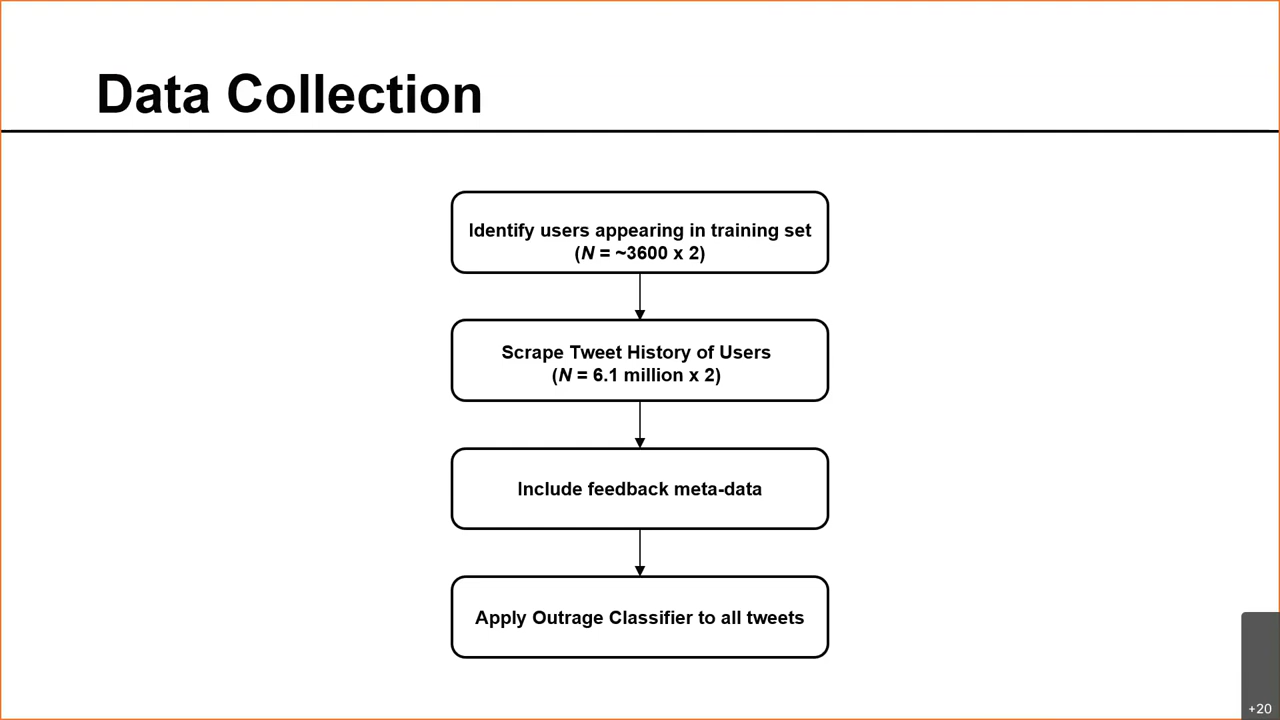 Data Collection
Identify users appearing in training set
(N = ~3600 x 2)
Scrape Tweet History of Users
(N = 6.1 million x 2)
Include feedback meta-data
Apply Outrage Classifier to all tweets
+20